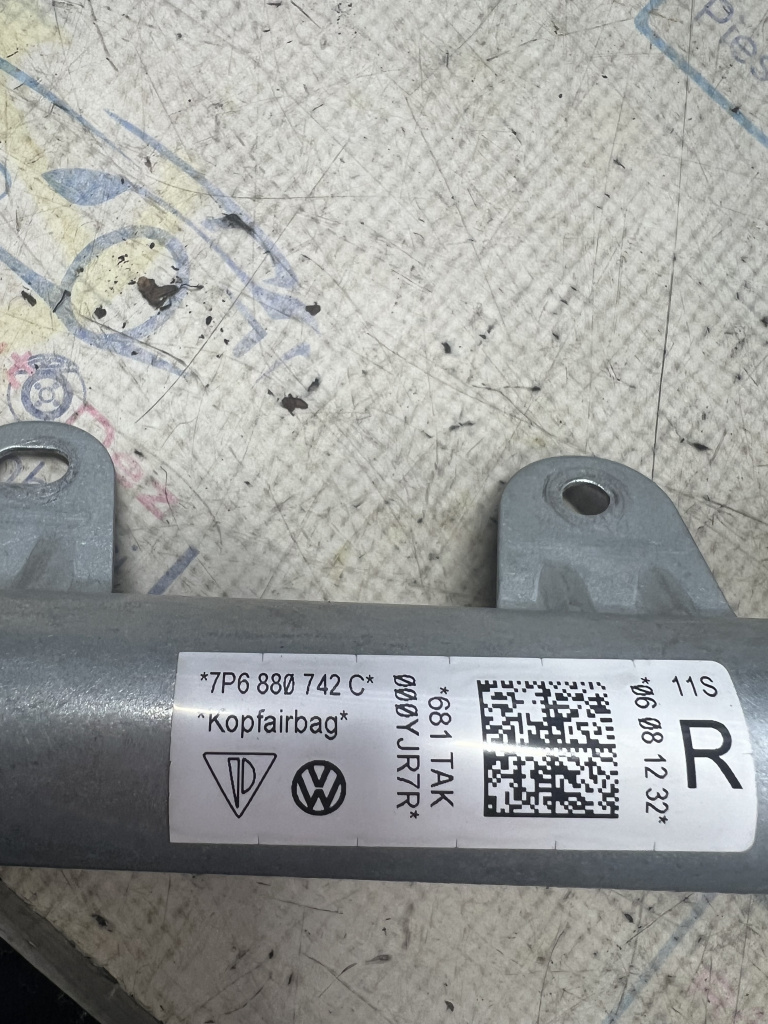 *7P6 880 742 C*
*Kopfairbag*
*681 TAK
000YJR7R*
*06 08 12 32*
11S
R